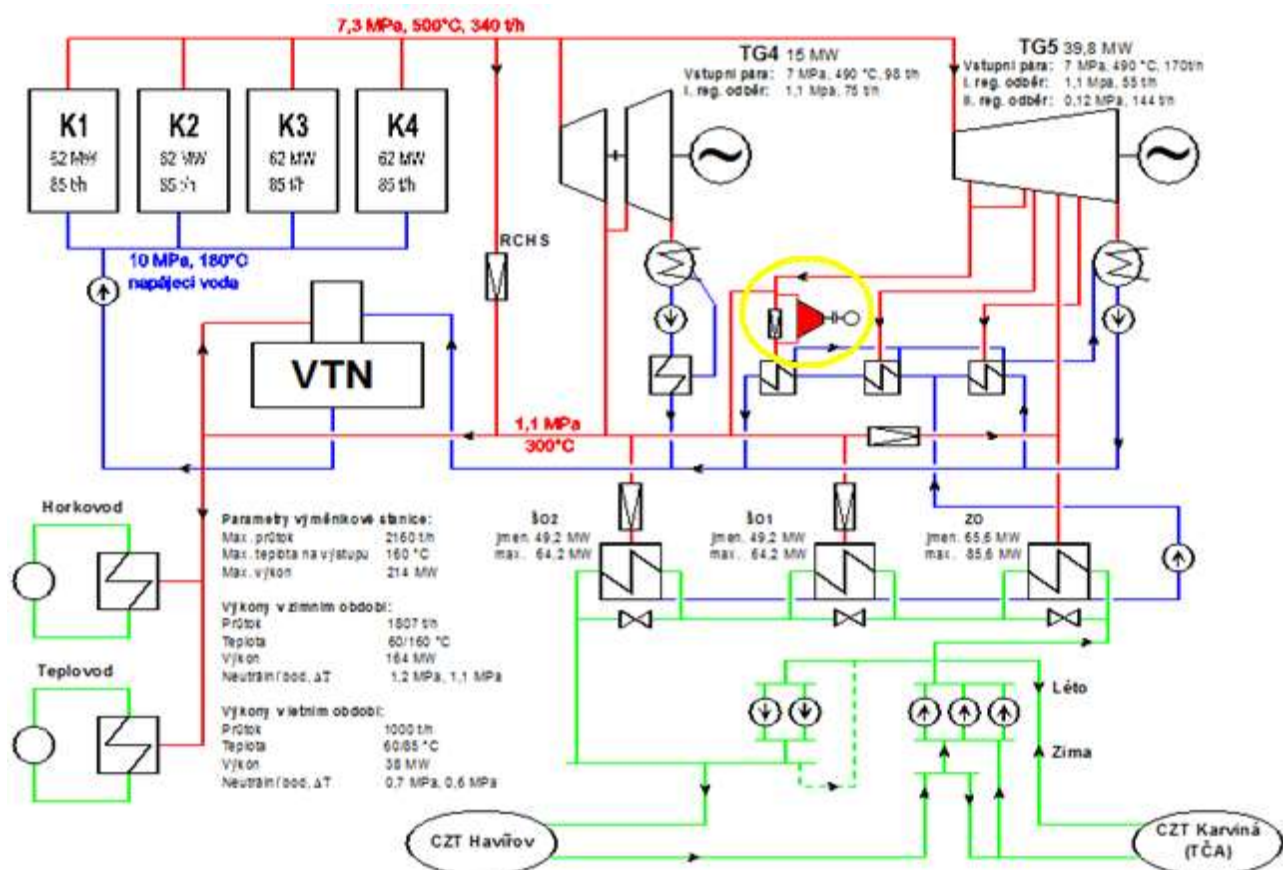 7,3 MPa, 500°C, 340 t/h
TG4 15 MW
Vstupní pára: 7 MPa, 490 °C, 98 t/h
I. reg. odběr: 1,1 Mpa, 75 t/h
TG5 39,8 MW
Vstupní pára: 7 MPa, 490 °C, 170t/h
I. reg. odběr: 1,1 Mpa, 55 t/h
II. reg. odběr: 0,12 MPa, 144 t/h
K1
62 MW
85 t/h
K2
62 MW
85 t/h
K3
62 MW
85 t/h
K4
62 MW
85 t/h
RCHS
10 MPa, 180°C
napájecí voda
VTN
1,1 MPa
300°C
Horkovod
Teplovod
Parametry výměníkové stanice:
Max. průtok 2160 t/h
Max. teplota na výstupu 160 °C
Max. výkon 214 MW
Výkony v zimním období:
Průtok 1807 t/h
Teplota 60/160 °C
Výkon 164 MW
Neutrální bod, ΔT 1,2 MPa, 1,1 MPa
Výkony v letním období:
Průtok 1000 t/h
Teplota 60/85 °C
Výkon 38 MW
Neutrální bod, ΔT 0,7 MPa, 0,6 MPa
ŠO2
jmen. 49,2 MW
max. 64,2 MW
ŠO1
jmen. 49,2 MW
max. 64,2 MW
ZO
jmen. 65,6 MW
max. 85,6 MW
Léto
Zima
CZT Havířov
CZT Karviná
(TČA)